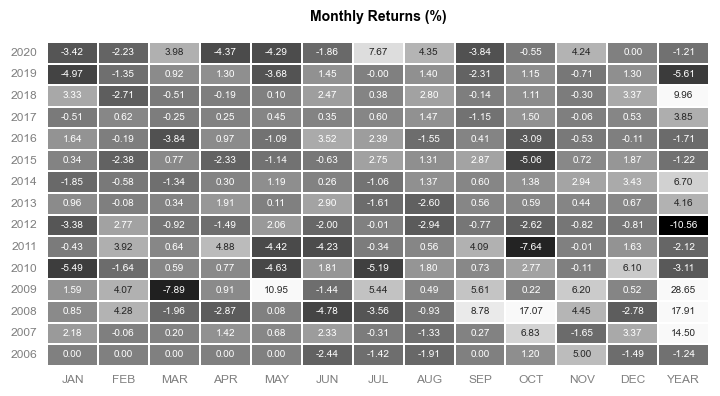 Monthly Returns (%)
2020 -3.42 -2.23 3.98 -4.37 -4.29 -1.86 7.67 4.35 -3.84 -0.55 4.24 0.00 -1.21
2019 -4.97 -1.35 0.92 1.30 -3.68 1.45 -0.00 1.40 -2.31 1.15 -0.71 1.30 -5.61
2018 3.33 -2.71 -0.51 -0.19 0.10 2.47 0.38 2.80 -0.14 1.11 -0.30 3.37 9.96
2017 -0.51 0.62 -0.25 0.25 0.45 0.35 0.60 1.47 -1.15 1.50 -0.06 0.53 3.85
2016 1.64 -0.19 -3.84 0.97 -1.09 3.52 2.39 -1.55 0.41 -3.09 -0.53 -0.11 -1.71
2015 0.34 -2.38 0.77 -2.33 -1.14 -0.63 2.75 1.31 2.87 -5.06 0.72 1.87 -1.22
2014 -1.85 -0.58 -1.34 0.30 1.19 0.26 -1.06 1.37 0.60 1.38 2.94 3.43 6.70
2013 0.96 -0.08 0.34 1.91 0.11 2.90 -1.61 -2.60 0.56 0.59 0.44 0.67 4.16
2012 -3.38 2.77 -0.92 -1.49 2.06 -2.00 -0.01 -2.94 -0.77 -2.62 -0.82 -0.81 -10.56
2011 -0.43 3.92 0.64 4.88 -4.42 -4.23 -0.34 0.56 4.09 -7.64 -0.01 1.63 -2.12
2010 -5.49 -1.64 0.59 0.77 -4.63 1.81 -5.19 1.80 0.73 2.77 -0.11 6.10 -3.11
2009 1.59 4.07 -7.89 0.91 10.95 -1.44 5.44 0.49 5.61 0.22 6.20 0.52 28.65
2008 0.85 4.28 -1.96 -2.87 0.08 -4.78 -3.56 -0.93 8.78 17.07 4.45 -2.78 17.91
2007 2.18 -0.06 0.20 1.42 0.68 2.33 -0.31 -1.33 0.27 6.83 -1.65 3.37 14.50
2006 0.00 0.00 0.00 0.00 0.00 -2.44 -1.42 -1.91 0.00 1.20 5.00 -1.49 -1.24
JAN FEB MAR APR MAY JUN JUL AUG SEP OCT NOV DEC YEAR